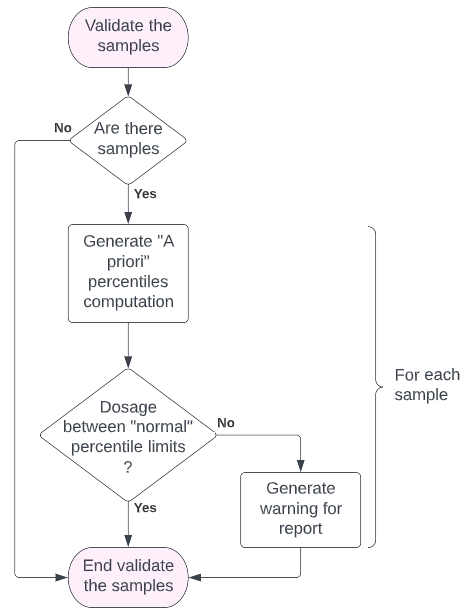 Validate the
samples
No
Are there
samples
Yes
Generate "A
priori"
percentiles
computation
For each
sample
Dosage
between "normal"
percentile limits
?
No
Generate
warning for
report
Yes
End validate
the samples